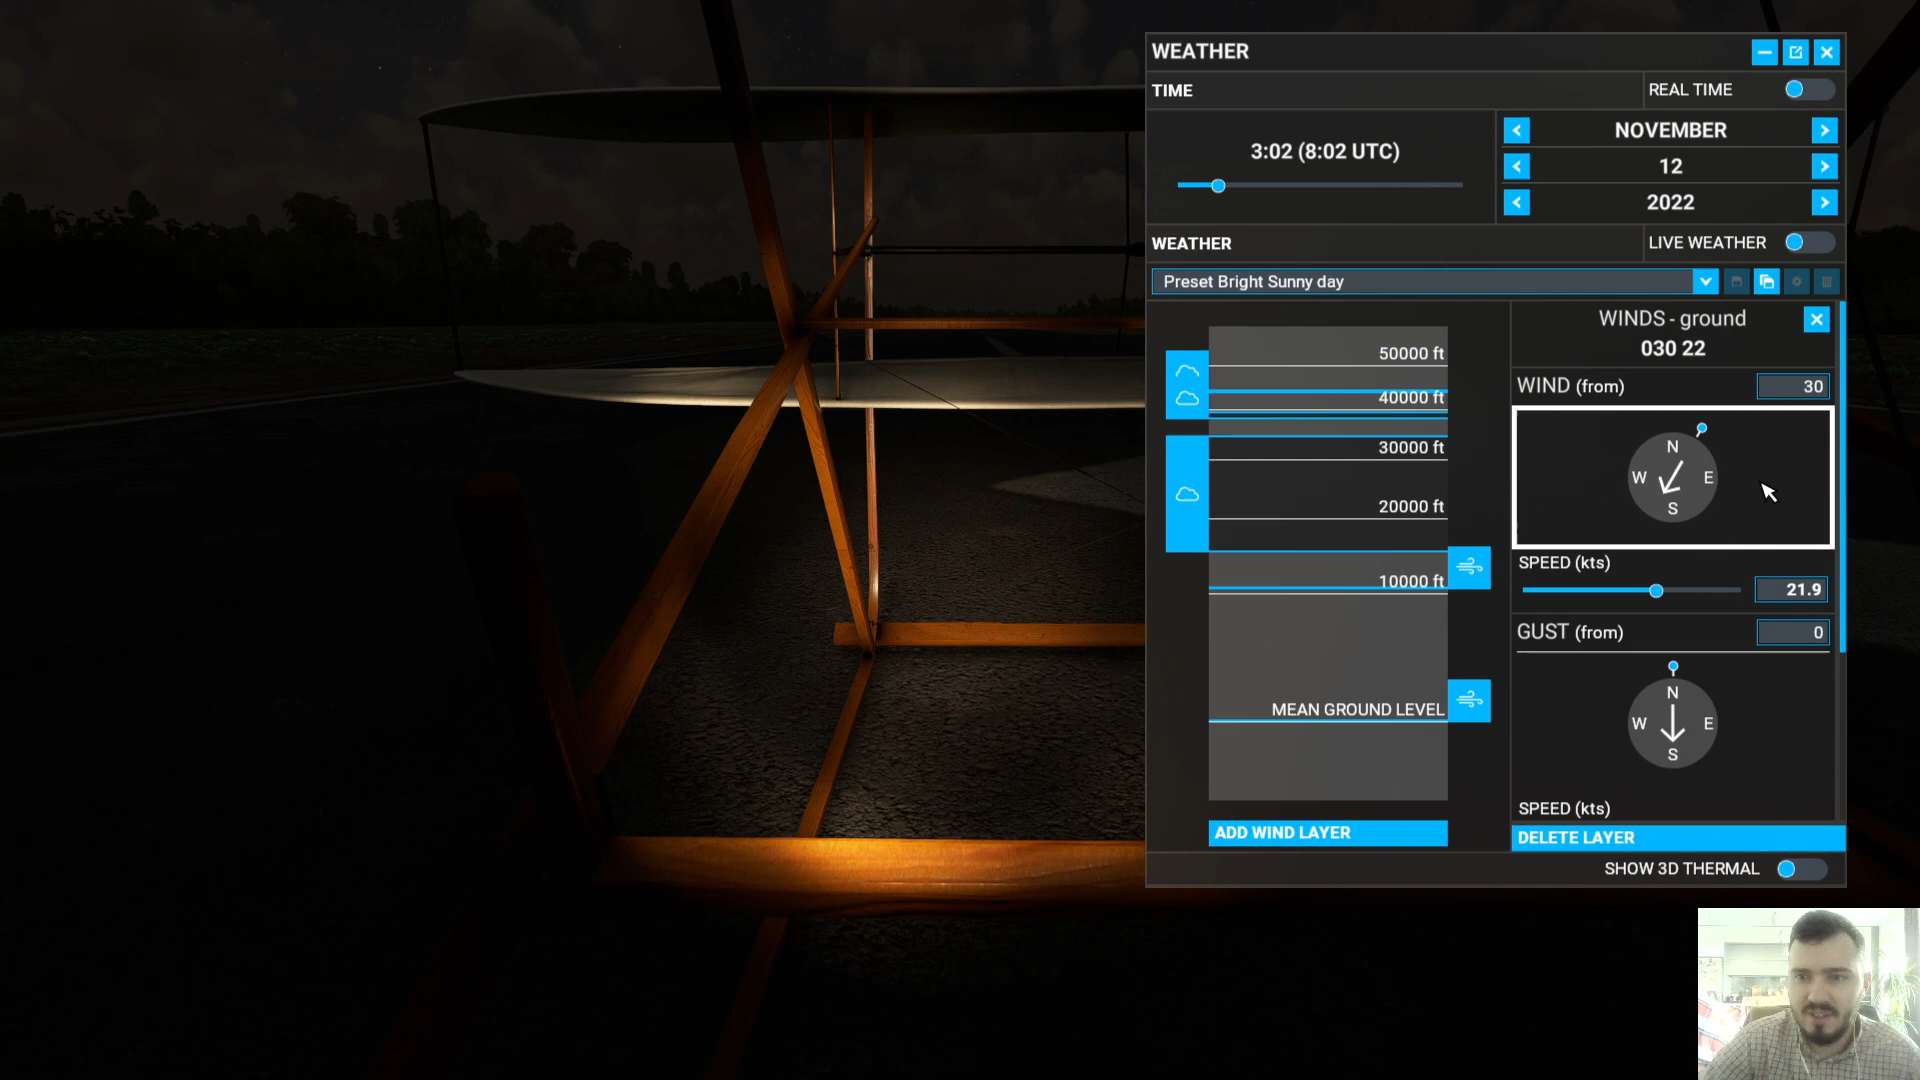 WEATHER
TIME
REAL TIME
3:02 (8:02 UTC)
NOVEMBER
12
2022
WEATHER
LIVE WEATHER
Preset Bright Sunny day
50000 ft
40000 ft
30000 ft
20000 ft
10000 ft
MEAN GROUND LEVEL
ADD WIND LAYER
WINDS - ground
030 22
WIND (from)
30
N
W E
S
SPEED (kts)
21.9
GUST (from)
0
N
W E
S
SPEED (kts)
DELETE LAYER
SHOW 3D THERMAL